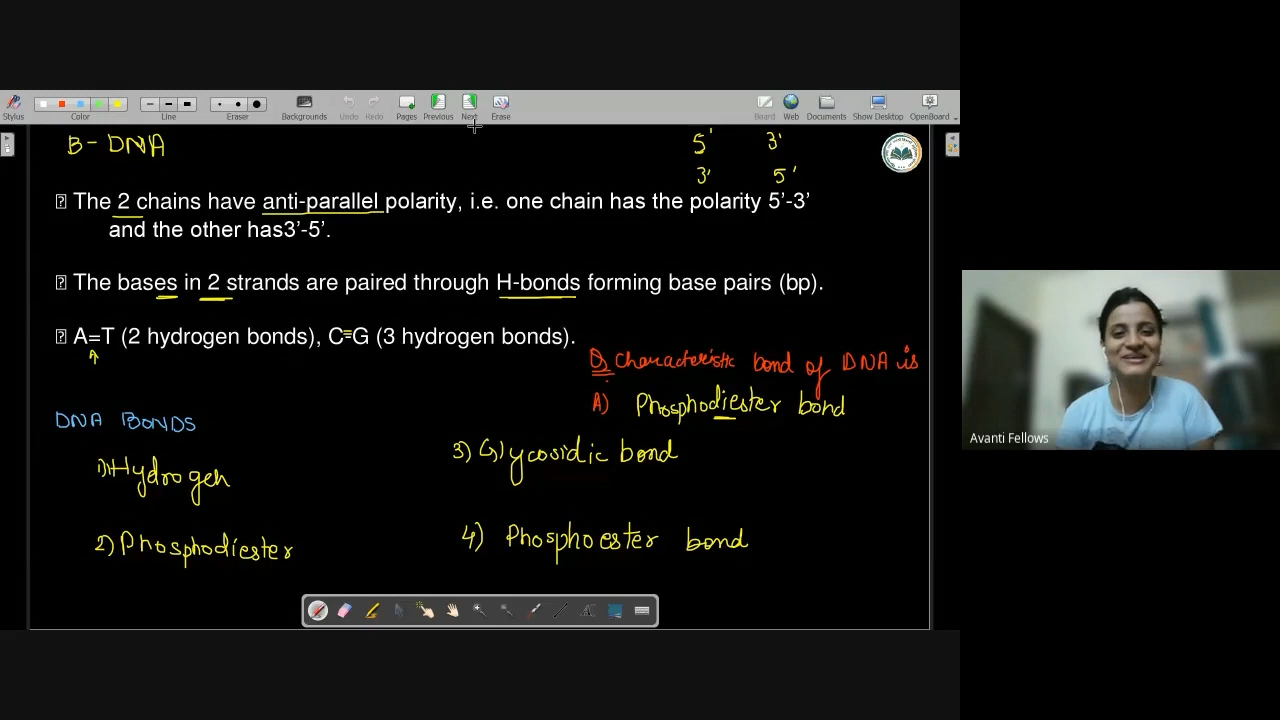 Stylus
Color
Line
Eraser
Backgrounds
Undo
Redo
Pages
Previous
Next
Erase
Board
Web
Documents
Show Desktop
OpenBoard
B - DNA
5' 3'
3' 5'
The 2 chains have anti-parallel polarity, i.e. one chain has the polarity 5’-3’
and the other has3’-5’.
The bases in 2 strands are paired through H-bonds forming base pairs (bp).
A=T (2 hydrogen bonds), C≡G (3 hydrogen bonds).
Q Characteristic bond of DNA is
A) Phosphodiester bond
DNA BONDS
1) Hydrogen
2) Phosphodiester
3) Glycosidic bond
4) Phosphoester bond
Avanti Fellows